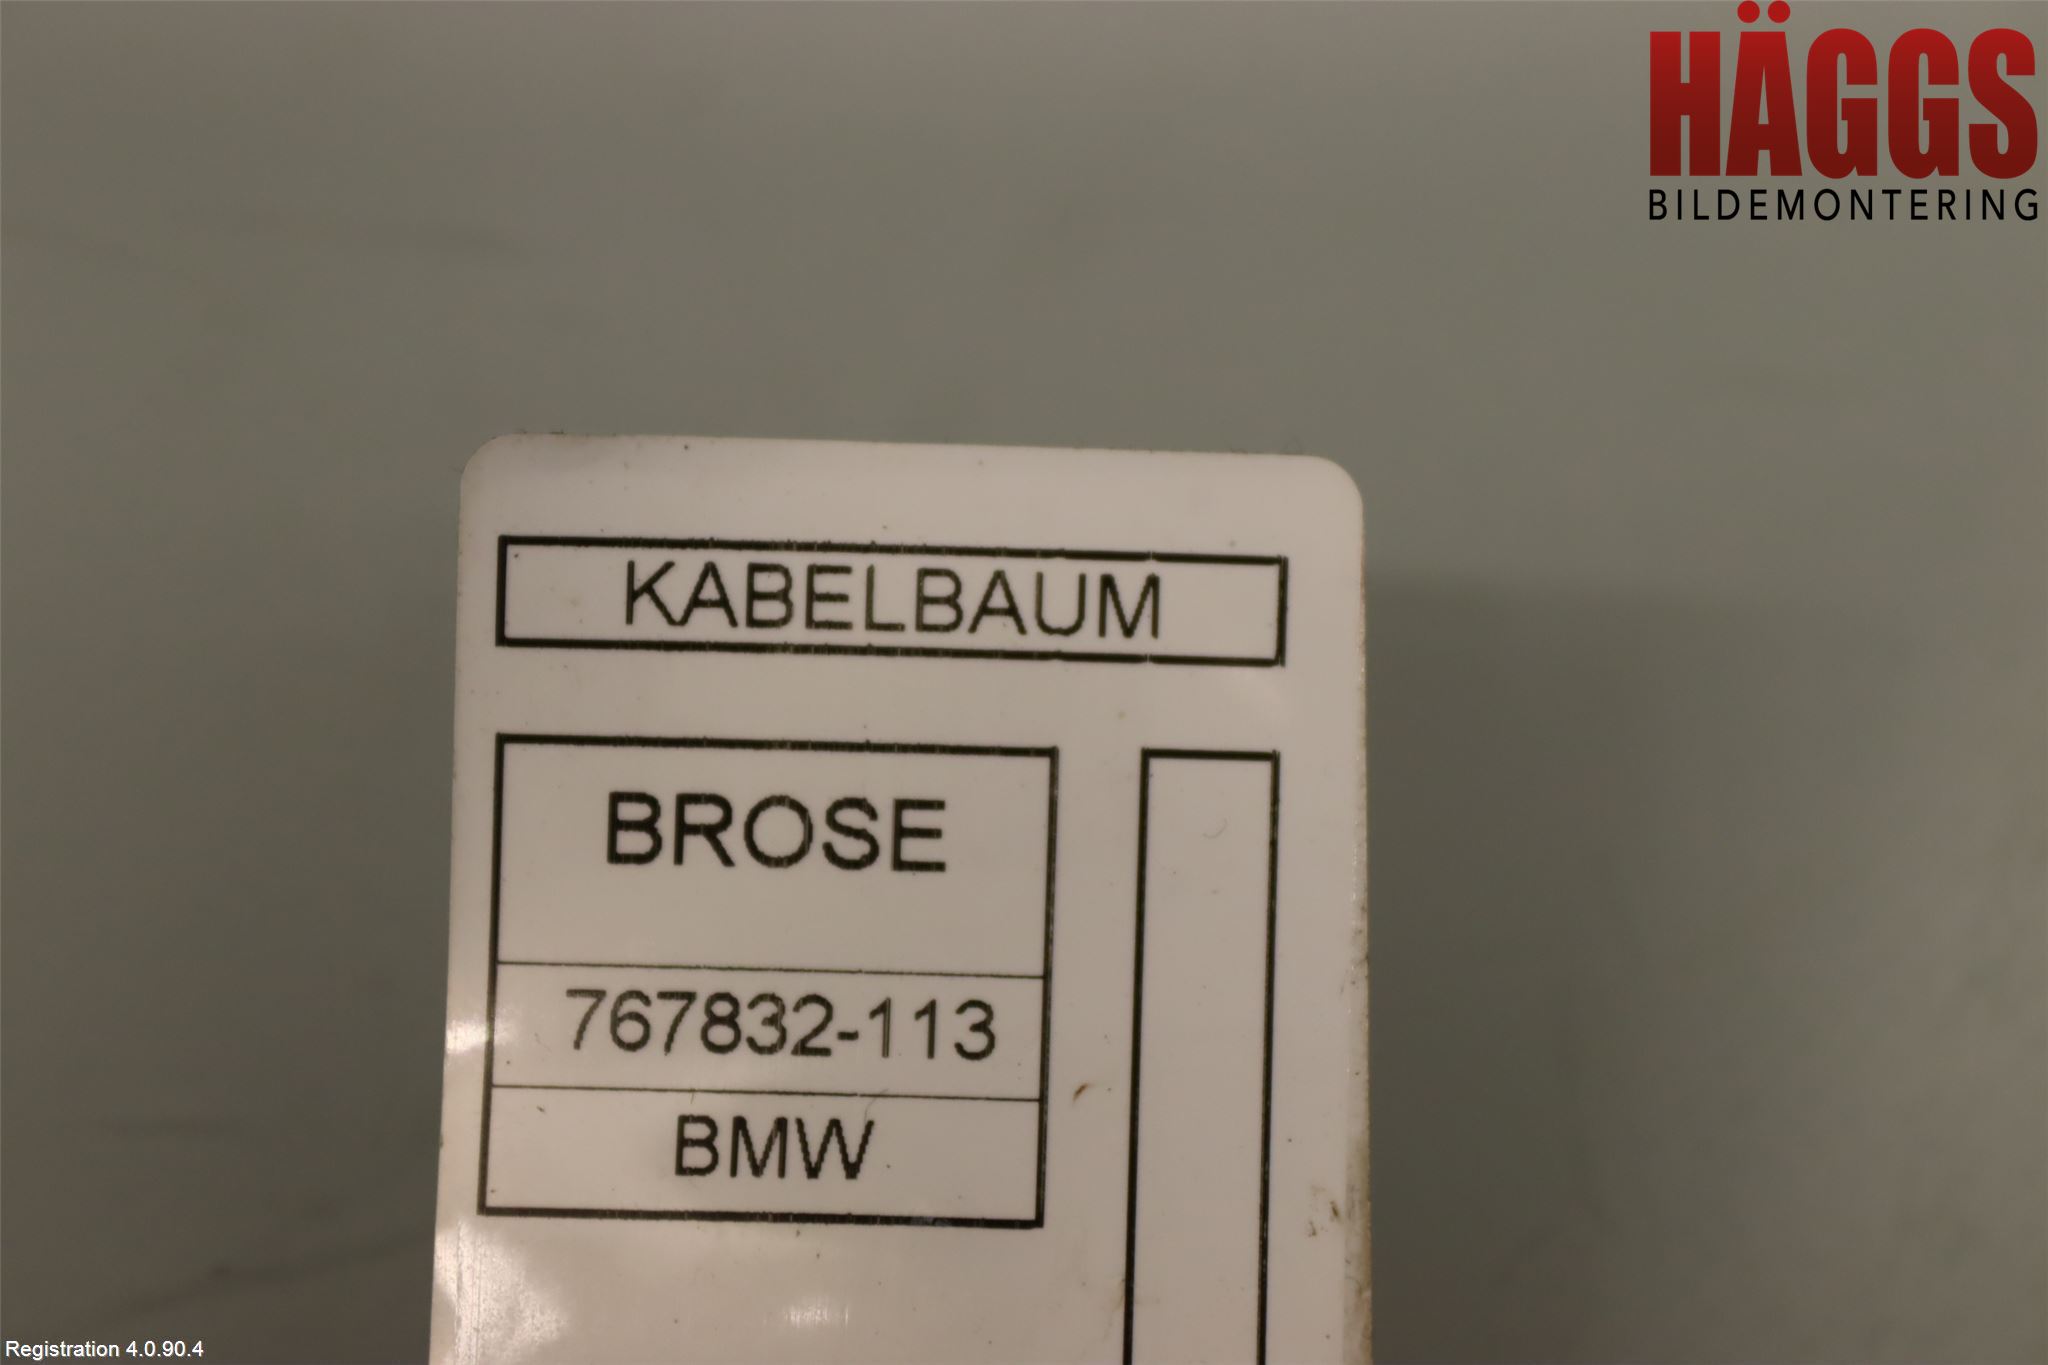 HÄGGS
BILDEMONTERING
KABELBAUM
BROSE
767832-113
BMW
Registration 4.0.90.4